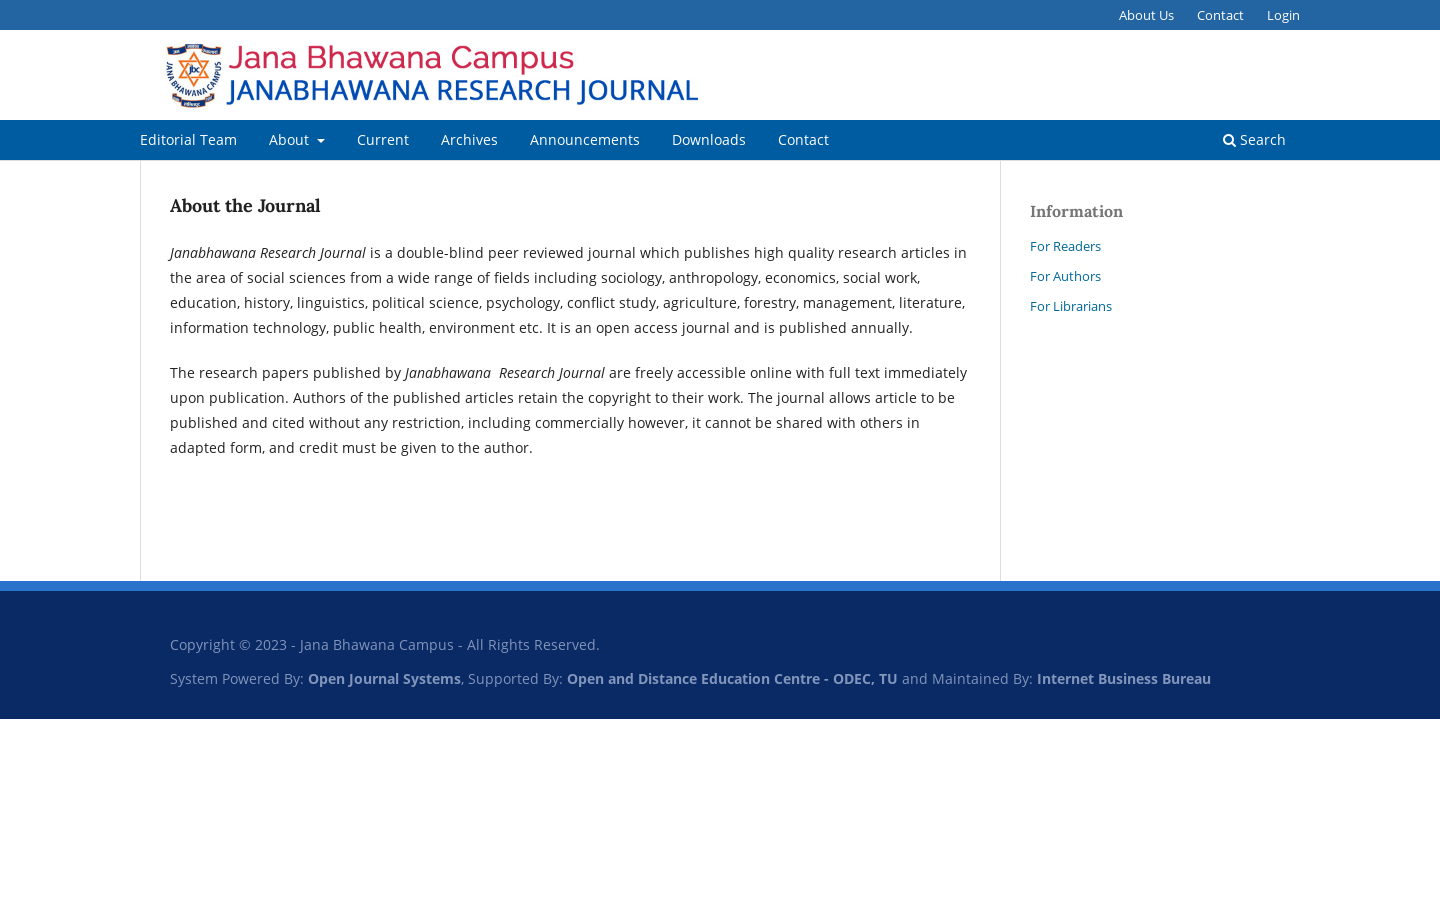 About Us Contact Login
Jana Bhawana Campus
JANABHAWANA RESEARCH JOURNAL
Editorial Team About Current Archives Announcements Downloads Contact Search
About the Journal
Janabhawana Research Journal is a double-blind peer reviewed journal which publishes high quality research articles in
the area of social sciences from a wide range of fields including sociology, anthropology, economics, social work,
education, history, linguistics, political science, psychology, conflict study, agriculture, forestry, management, literature,
information technology, public health, environment etc. It is an open access journal and is published annually.
The research papers published by Janabhawana  Research Journal are freely accessible online with full text immediately
upon publication. Authors of the published articles retain the copyright to their work. The journal allows article to be
published and cited without any restriction, including commercially however, it cannot be shared with others in
adapted form, and credit must be given to the author.
Information
For Readers
For Authors
For Librarians
Copyright © 2023 - Jana Bhawana Campus - All Rights Reserved.
System Powered By: Open Journal Systems, Supported By: Open and Distance Education Centre - ODEC, TU and Maintained By: Internet Business Bureau